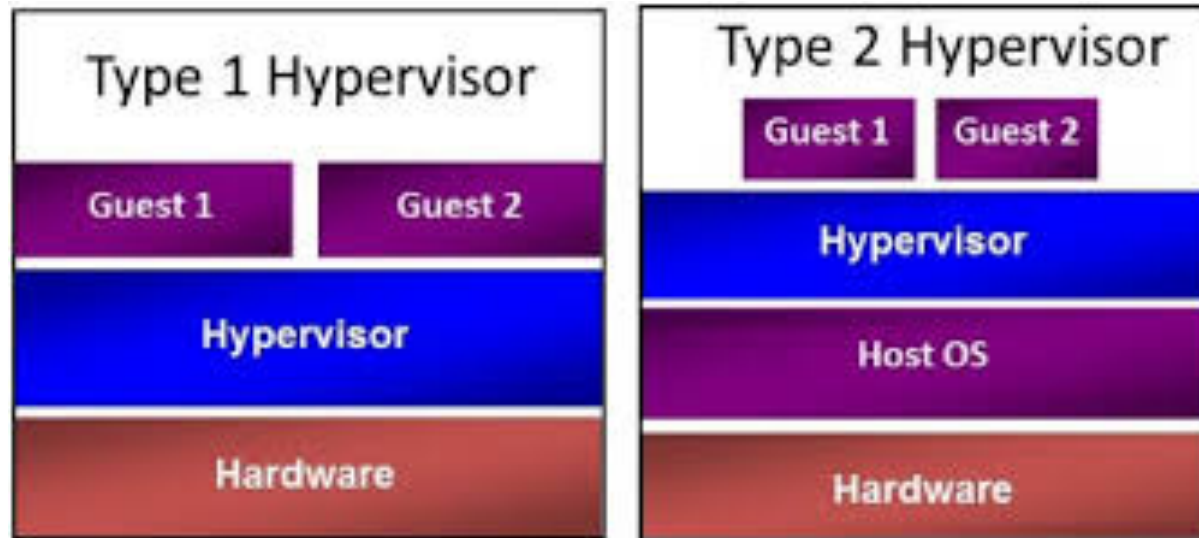 Type 1 Hypervisor
Guest 1
Guest 2
Hypervisor
Hardware
Type 2 Hypervisor
Guest 1
Guest 2
Hypervisor
Host OS
Hardware